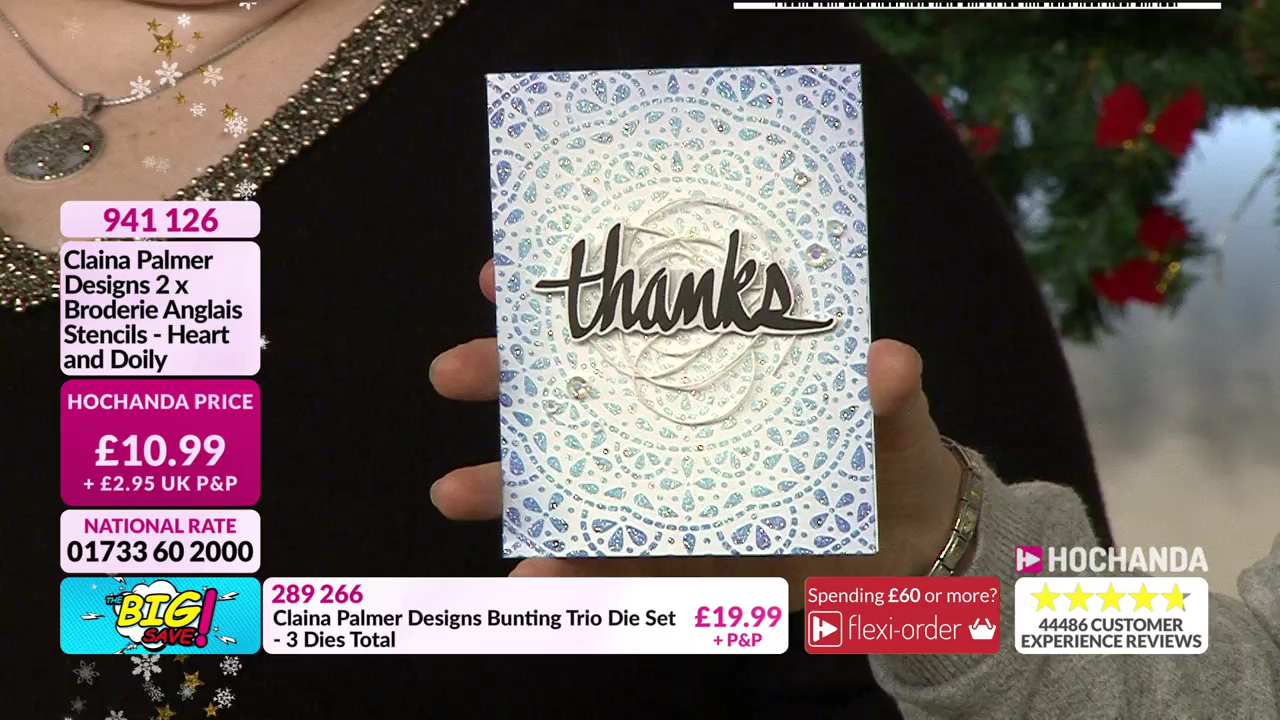 941 126
Claina Palmer
Designs 2 x
Broderie Anglais
Stencils - Heart
and Doily
HOCHANDA PRICE
£10.99
+ £2.95 UK P&P
NATIONAL RATE
01733 60 2000
thanks
THE BIG SAVE!
289 266
Claina Palmer Designs Bunting Trio Die Set
- 3 Dies Total
£19.99
+ P&P
Spending £60 or more?
flexi-order
HOCHANDA
44486 CUSTOMER
EXPERIENCE REVIEWS